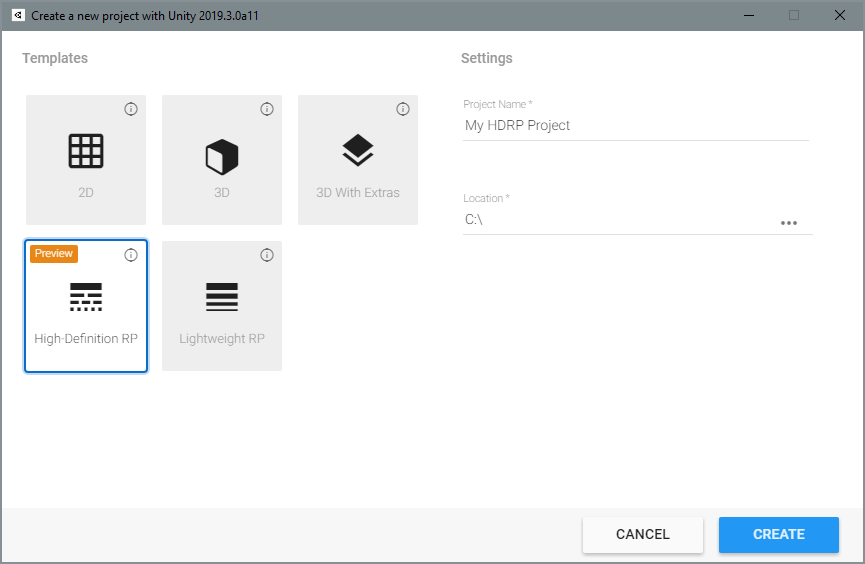 Create a new project with Unity 2019.3.0a11
Templates
Settings
2D
3D
3D With Extras
Preview
High-Definition RP
Lightweight RP
Project Name *
My HDRP Project
Location *
C:\
CANCEL
CREATE